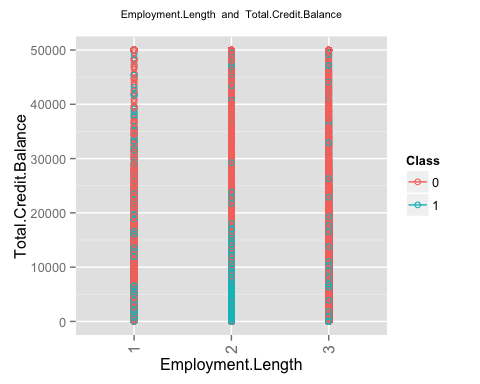 Employment.Length and Total.Credit.Balance
Total.Credit.Balance
50000
40000
30000
20000
10000
0
1
2
3
Employment.Length
Class
0
1